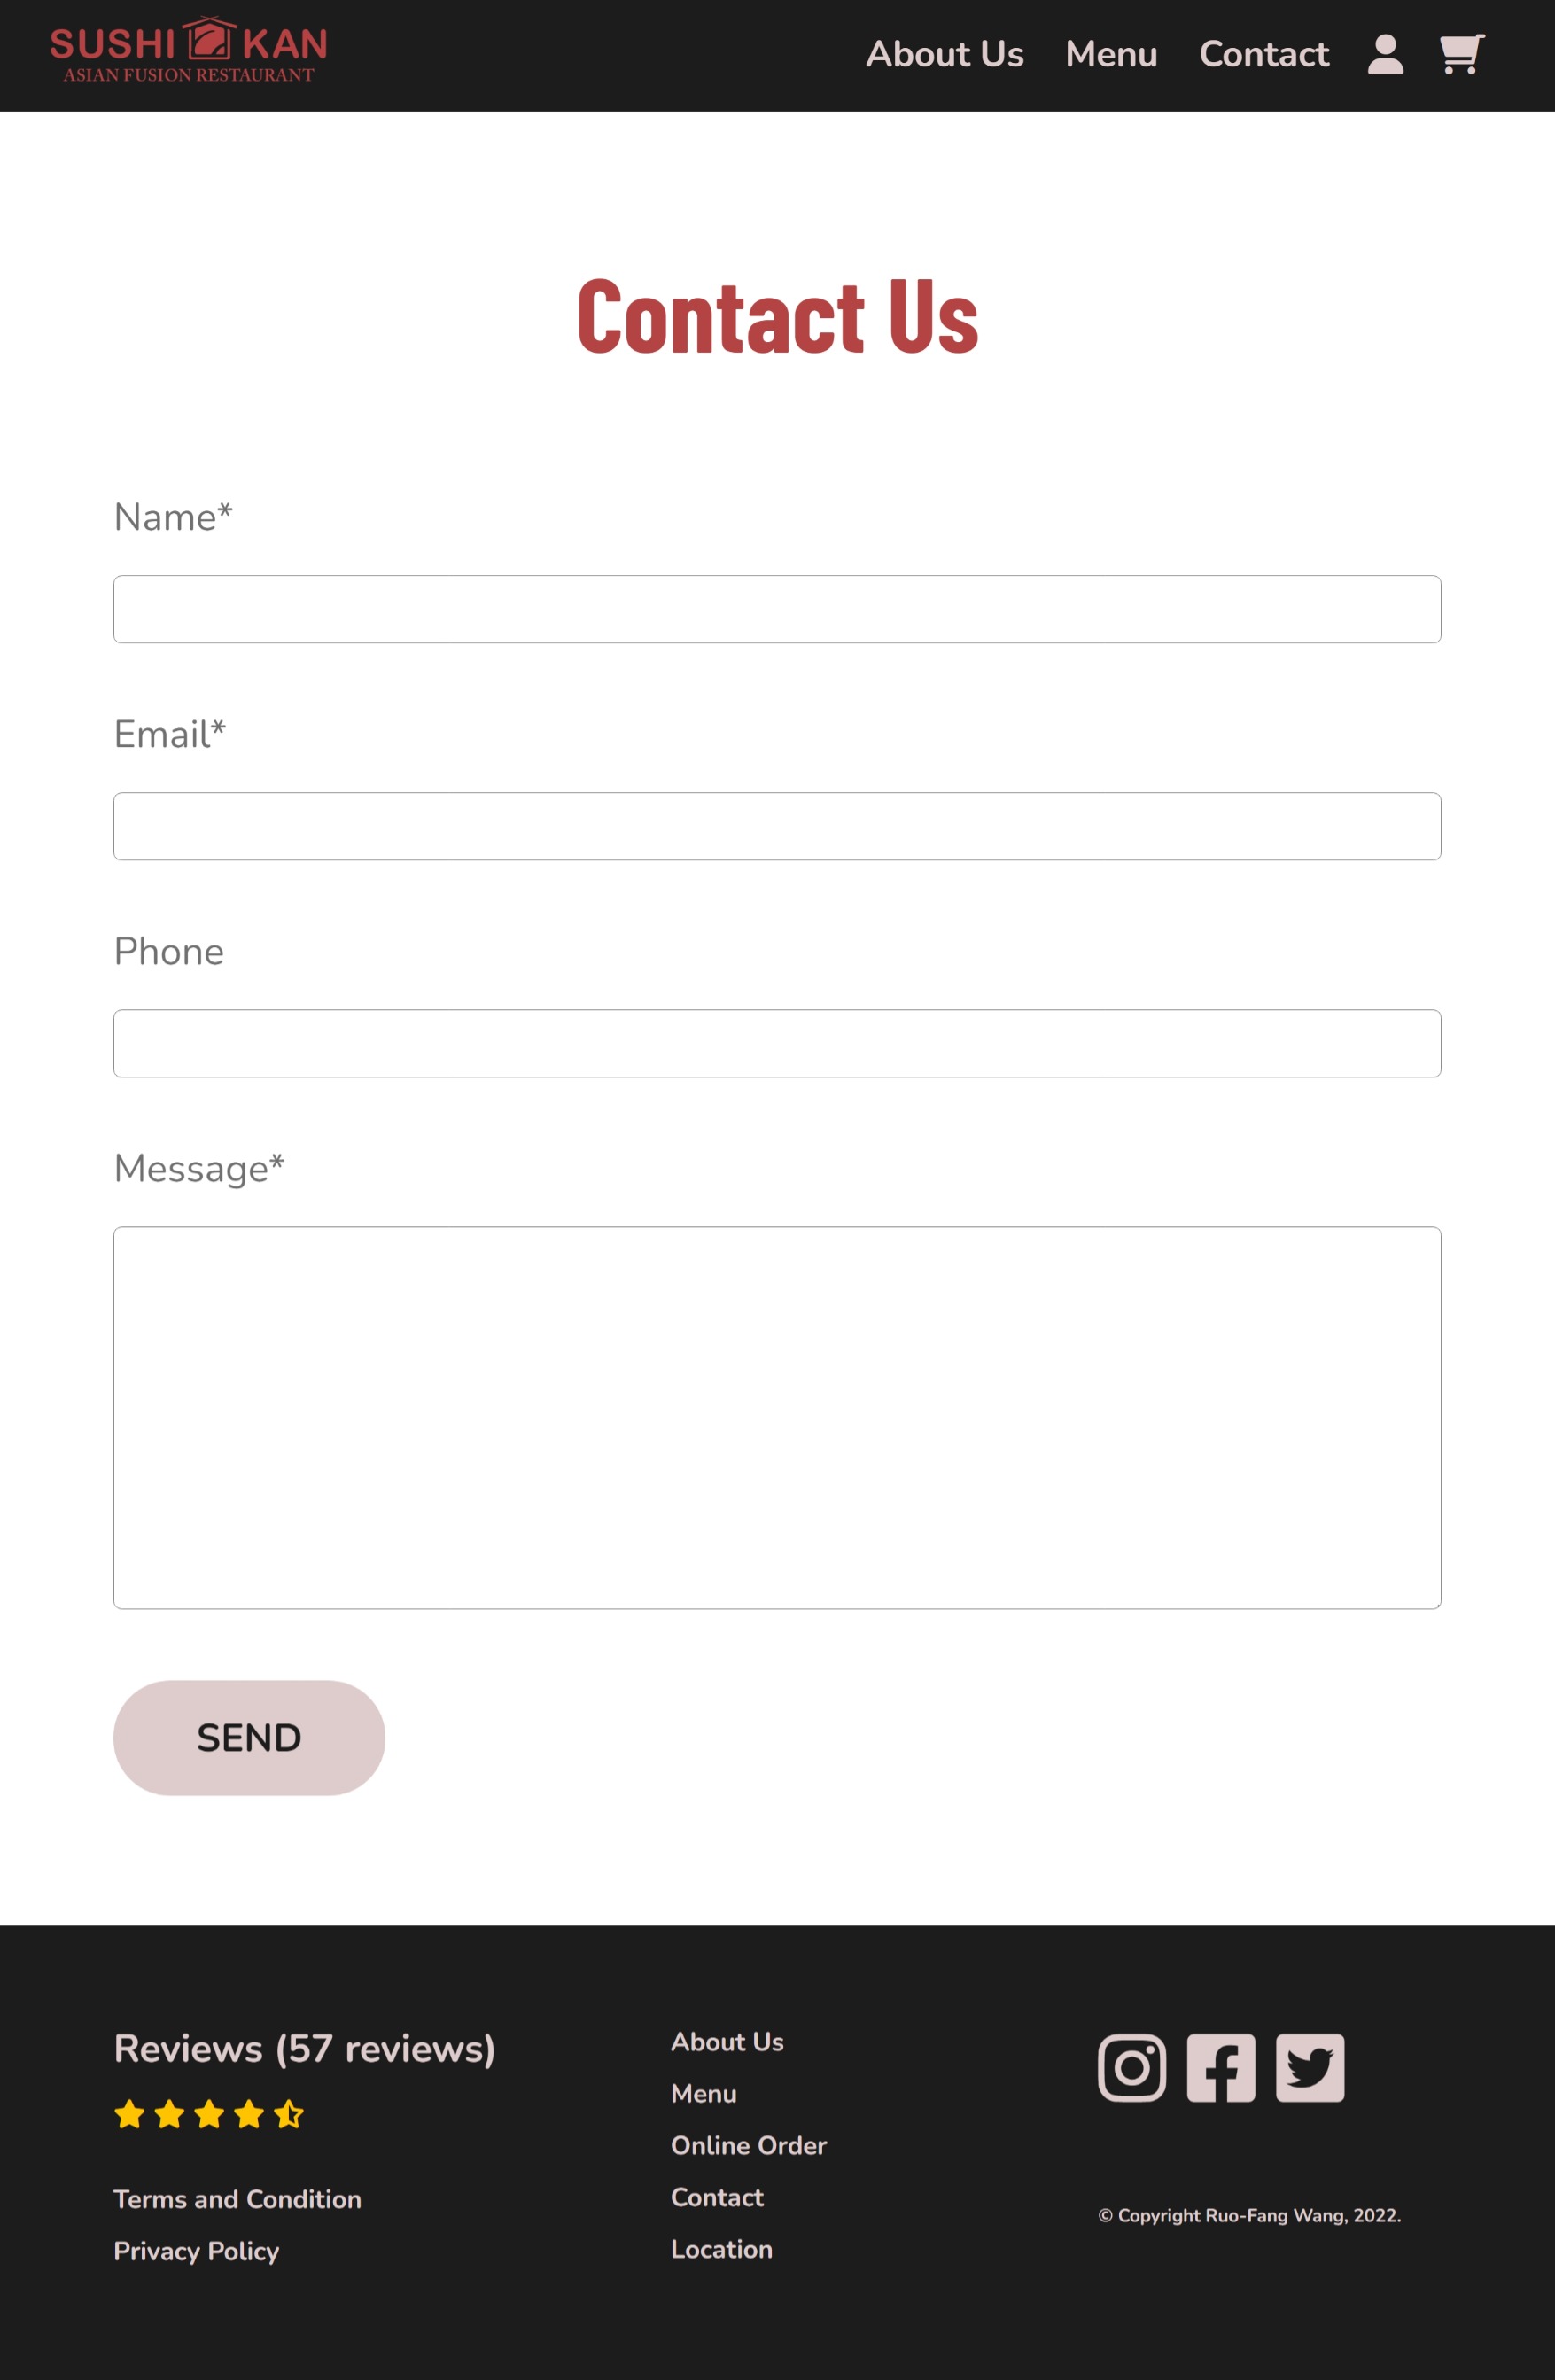 SUSHI KAN
ASIAN FUSION RESTAURANT
About Us Menu Contact
Contact Us
Name*
Email*
Phone
Message*
SEND
Reviews (57 reviews)
Terms and Condition
Privacy Policy
About Us
Menu
Online Order
Contact
Location
© Copyright Ruo-Fang Wang, 2022.